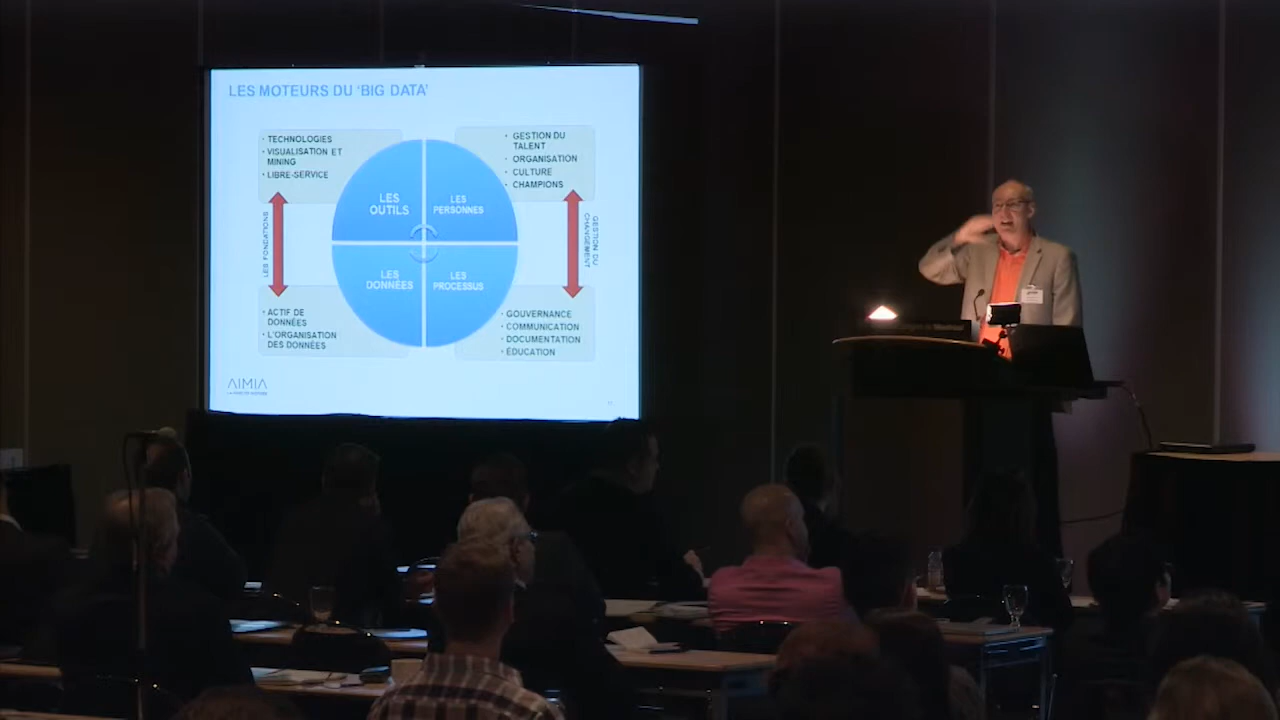 LES MOTEURS DU 'BIG DATA'
• TECHNOLOGIES
• VISUALISATION ET
MINING
• LIBRE-SERVICE
• GESTION DU
TALENT
• ORGANISATION
• CULTURE
• CHAMPIONS
LES
OUTILS
LES
PERSONNES
LES FONDATIONS
GESTION DU
CHANGEMENT
LES
DONNÉES
LES
PROCESSUS
• ACTIF DE
DONNÉES
• L'ORGANISATION
DES DONNÉES
• GOUVERNANCE
• COMMUNICATION
• DOCUMENTATION
• ÉDUCATION
AIMIA